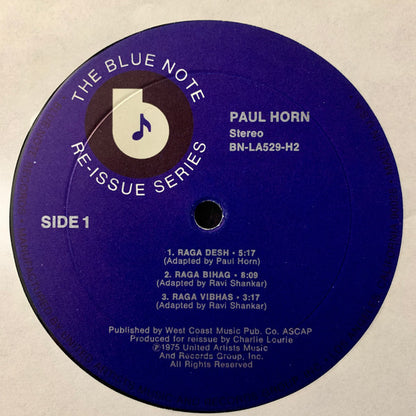 THE BLUE NOTE
RE-ISSUE SERIES
PAUL HORN
Stereo
BN-LA529-H2
SIDE 1
1. RAGA DESH • 5:17
(Adapted by Paul Horn)
2. RAGA BIHAG • 8:09
(Adapted by Ravi Shankar)
3. RAGA VIBHAS • 3:17
(Adapted by Ravi Shankar)
Published by West Coast Music Pub. Co. ASCAP
Produced for reissue by Charlie Lourie
℗1975 United Artists Music
And Records Group, Inc.
All Rights Reserved